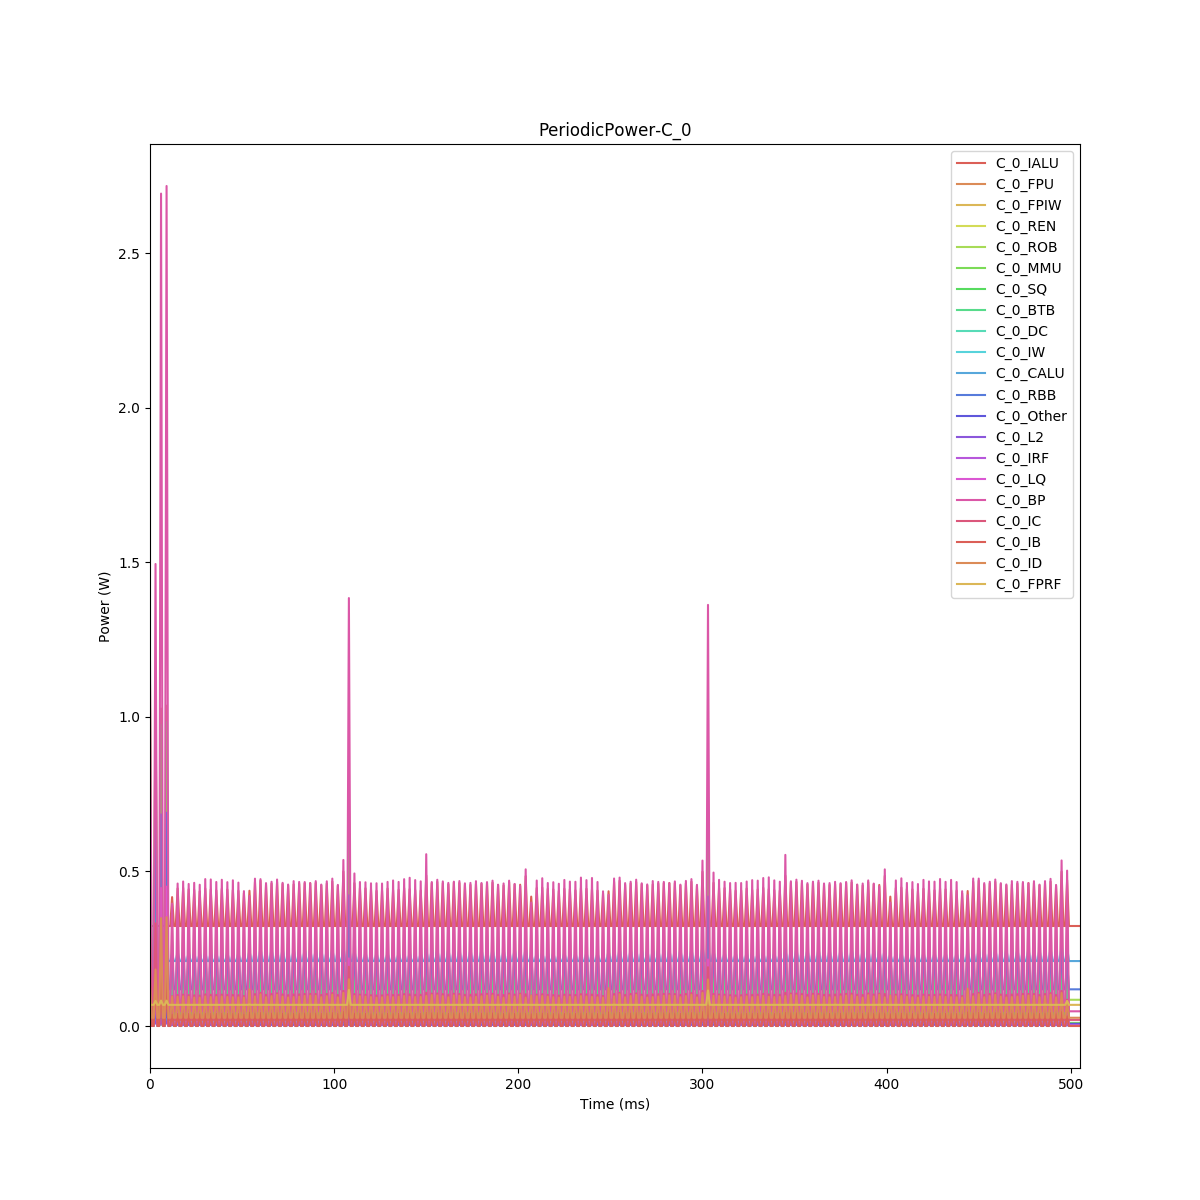 PeriodicPower-C_0
C_0_IALU
C_0_FPU
C_0_FPIW
C_0_REN
C_0_ROB
C_0_MMU
C_0_SQ
C_0_BTB
C_0_DC
C_0_IW
C_0_CALU
C_0_RBB
C_0_Other
C_0_L2
C_0_IRF
C_0_LQ
C_0_BP
C_0_IC
C_0_IB
C_0_ID
C_0_FPRF
2.5
2.0
1.5
1.0
0.5
0.0
Power (W)
0 100 200 300 400 500
Time (ms)